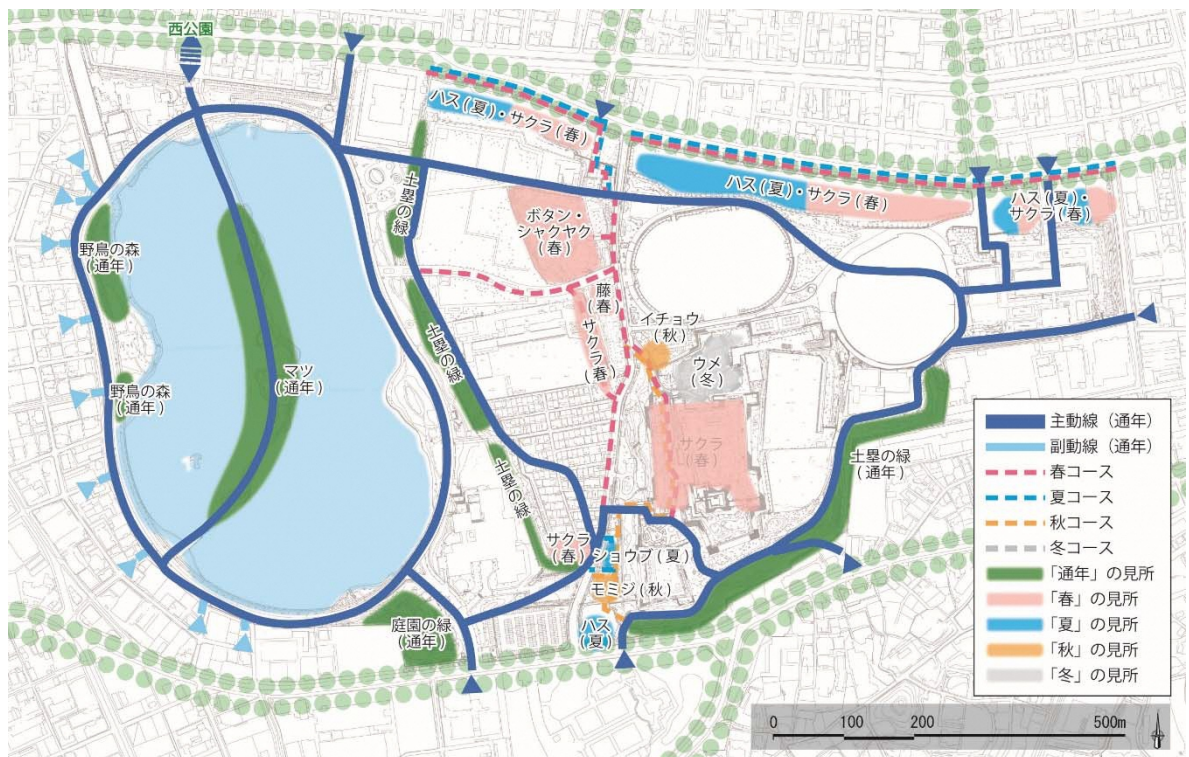 西公園
ハス(夏)・サクラ(春)
ハス(夏)・サクラ(春)
ハス(夏)・
サクラ(春)
土塁の緑
ボタン・
シャクヤク
(春)
野鳥の森
(通年)
藤
(春)
サクラ
(春)
イチョウ
(秋)
ウメ
(冬)
土塁の緑
マツ
(通年)
野鳥の森
(通年)
サクラ
(春)
土塁の緑
(通年)
土塁の緑
サクラ
(春)
ショウブ(夏)
モミジ(秋)
庭園の緑
(通年)
ハス
(夏)
主動線(通年)
副動線(通年)
春コース
夏コース
秋コース
冬コース
「通年」の見所
「春」の見所
「夏」の見所
「秋」の見所
「冬」の見所
0 100 200 500m